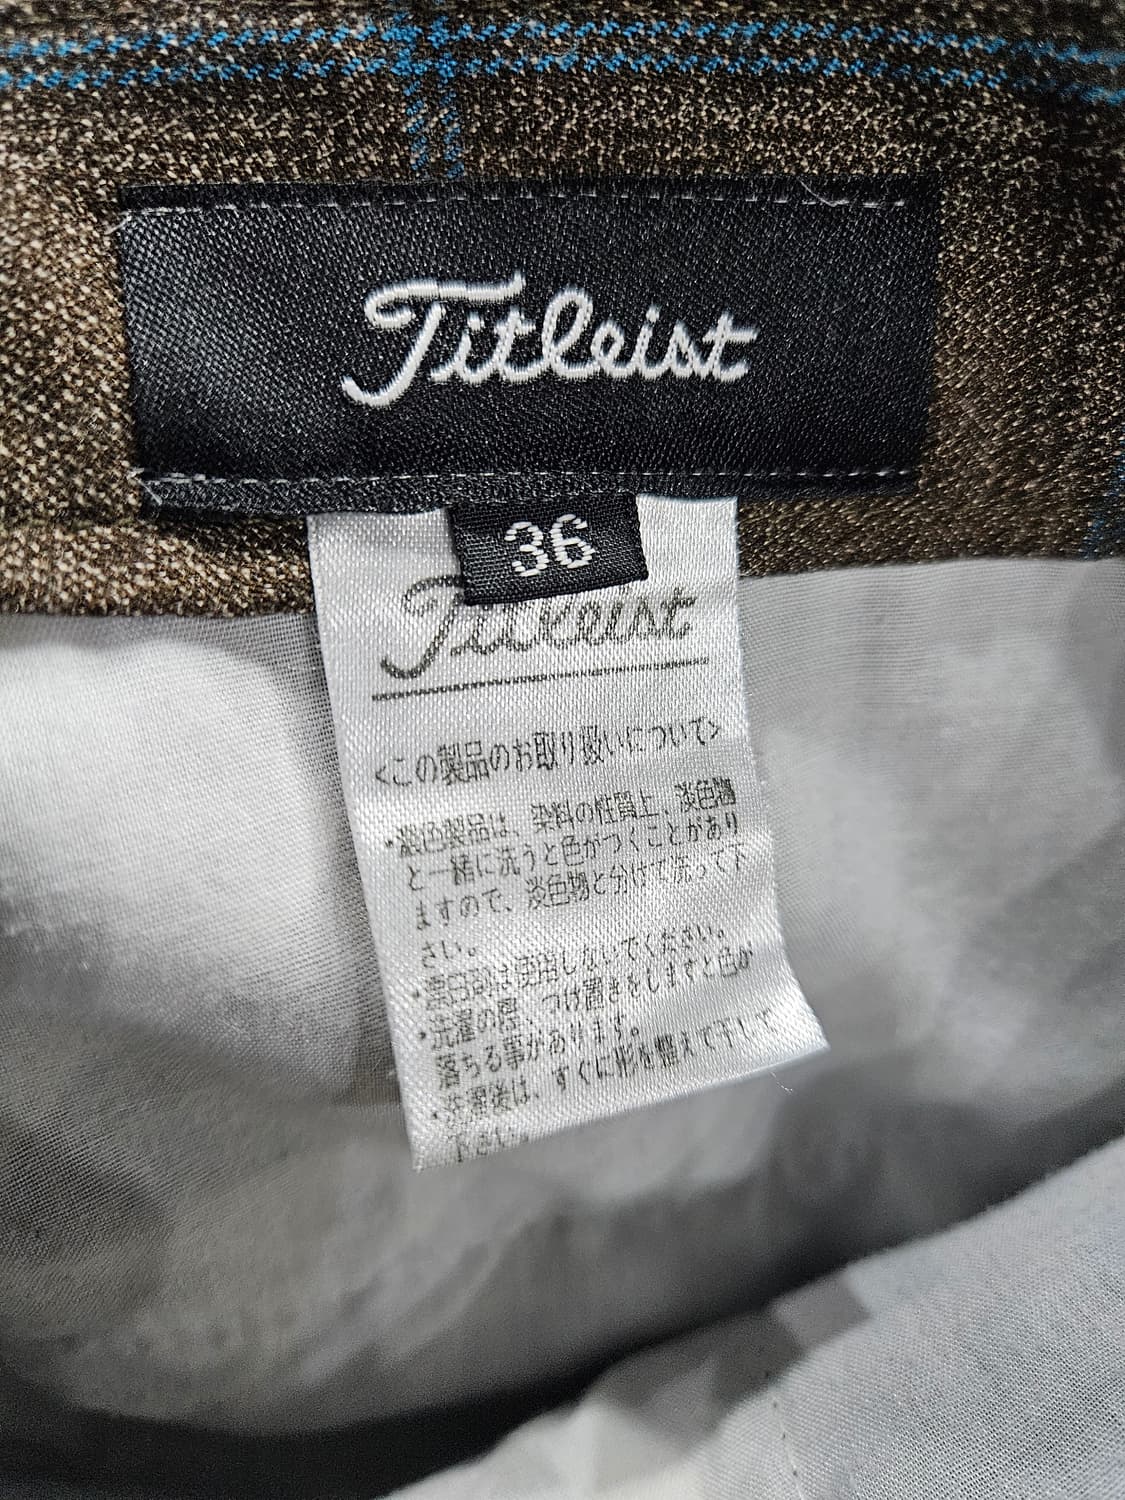 Titleist
36
Titleist
<この製品のお取り扱いについて>
・濃色製品は、染料の性質上、淡色物
と一緒に洗うと色がつくことがあり
ますので、淡色物と分けて洗って下
さい。
・漂白剤は使用しないでください。
・洗濯の際、つけ置きをしますと色が
落ちる事があります。
・洗濯後は、すぐに形を整えて干して
下さい。